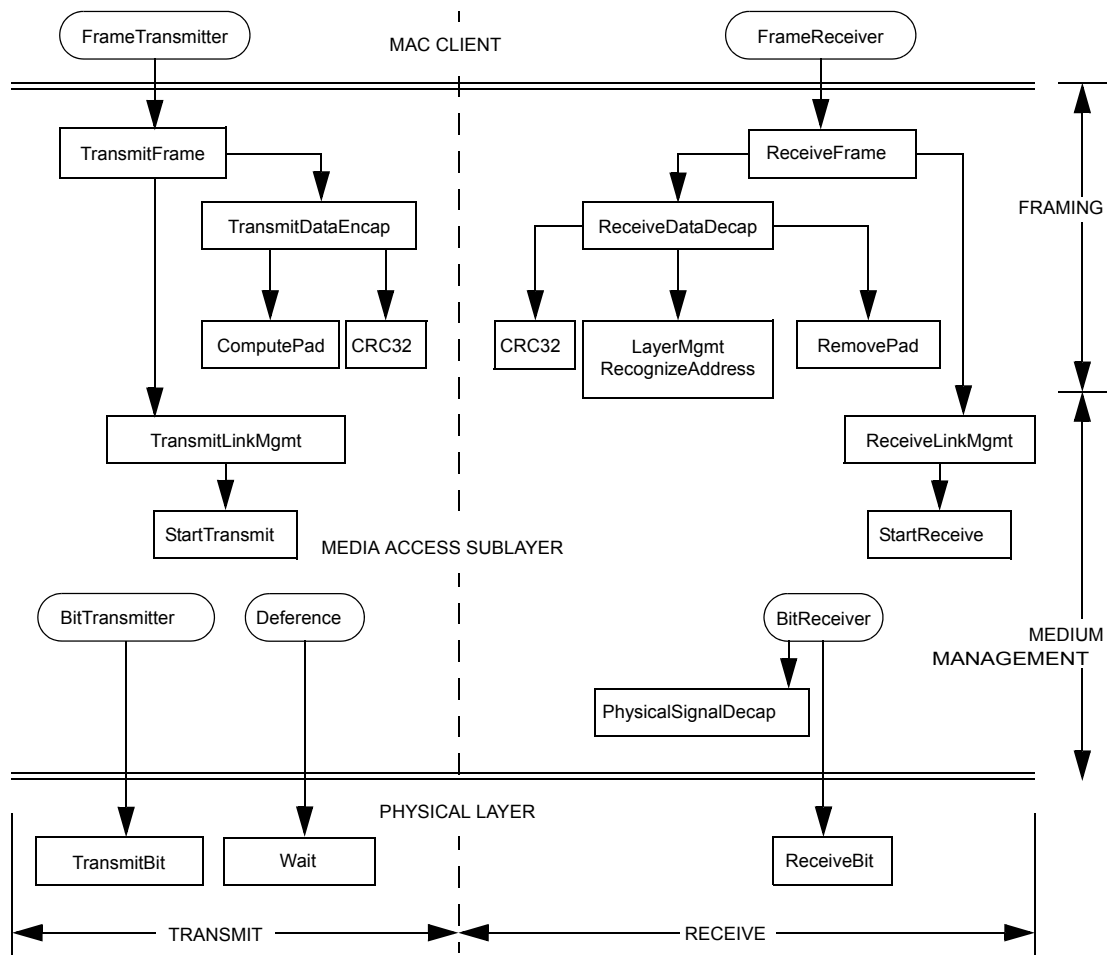 FrameTransmitter
MAC CLIENT
FrameReceiver
TransmitFrame
ReceiveFrame
TransmitDataEncap
ReceiveDataDecap
FRAMING
ComputePad
CRC32
CRC32
LayerMgmt
RecognizeAddress
RemovePad
TransmitLinkMgmt
ReceiveLinkMgmt
StartTransmit
StartReceive
MEDIA ACCESS SUBLAYER
BitTransmitter
Deference
BitReceiver
MEDIUM
MANAGEMENT
PhysicalSignalDecap
PHYSICAL LAYER
TransmitBit
Wait
ReceiveBit
TRANSMIT
RECEIVE